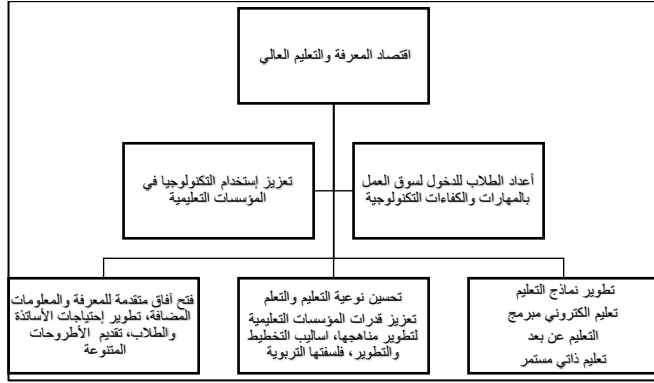 اقتصاد المعرفة والتعليم العالي
أعداد الطلاب للدخول لسوق العمل
بالمهارات والكفاءات التكنولوجية
تعزيز إستخدام التكنولوجيا في
المؤسسات التعليمية
تطوير نماذج التعليم
تعليم الكتروني مبرمج
التعليم عن بعد
تعليم ذاتي مستمر
تحسين نوعية التعليم والتعلم
تعزيز قدرات المؤسسات التعليمية
لتطوير مناهجها، اساليب التخطيط
والتطوير، فلسفتها التربوية
فتح آفاق متقدمة للمعرفة والمعلومات
المضافة، تطوير إحتياجات الأساتذة
والطلاب، تقديم الأطروحات
المتنوعة